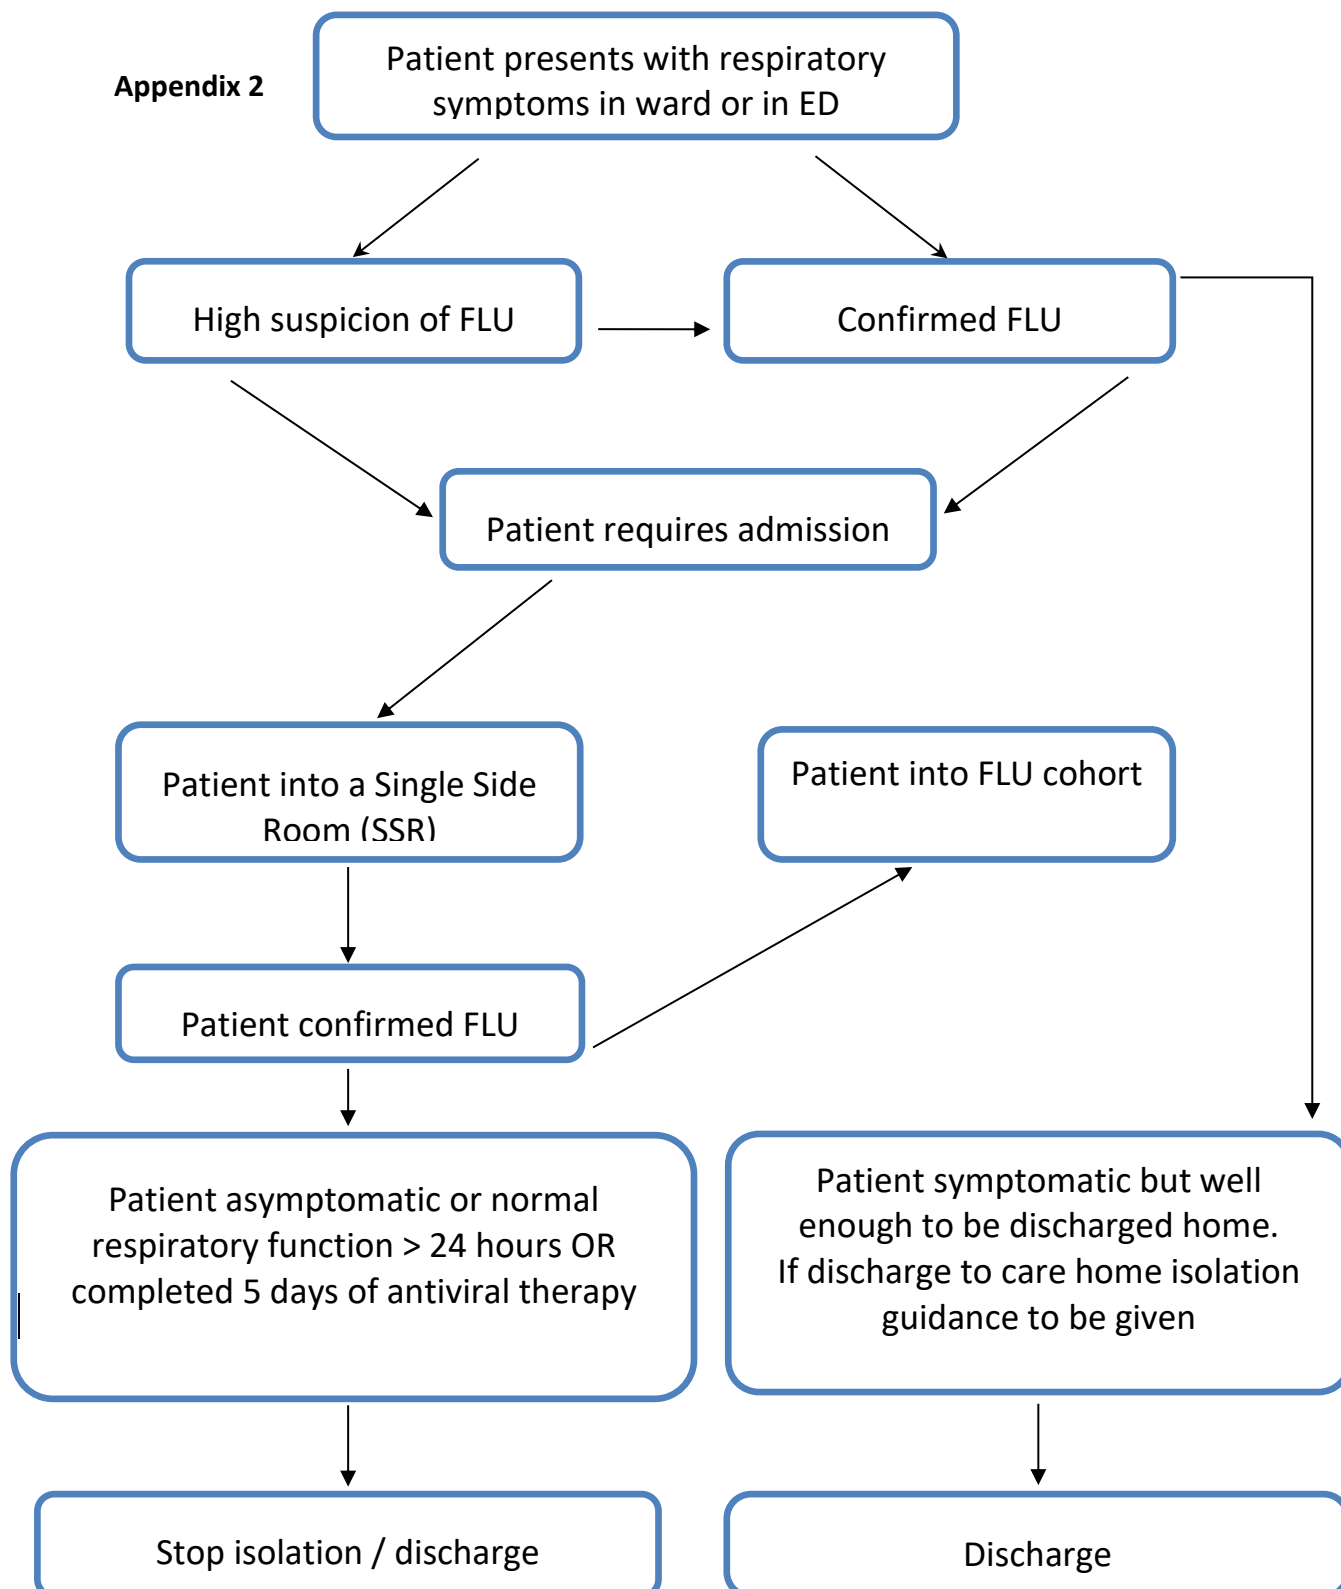 Appendix 2
Patient presents with respiratory
symptoms in ward or in ED
High suspicion of FLU
Confirmed FLU
Patient requires admission
Patient into a Single Side
Room (SSR)
Patient into FLU cohort
Patient confirmed FLU
Patient asymptomatic or normal
respiratory function > 24 hours OR
completed 5 days of antiviral therapy
Patient symptomatic but well
enough to be discharged home.
If discharge to care home isolation
guidance to be given
Stop isolation / discharge
Discharge